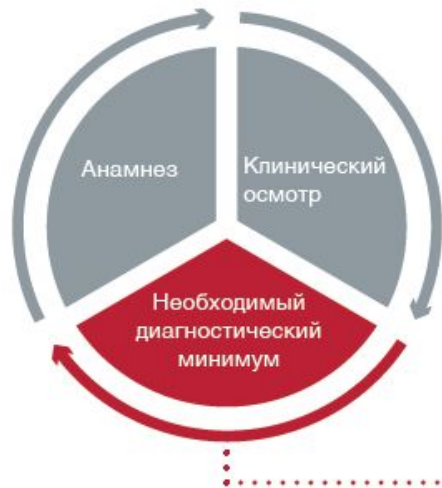 Анамнез
Клинический
осмотр
Необходимый
диагностический
минимум